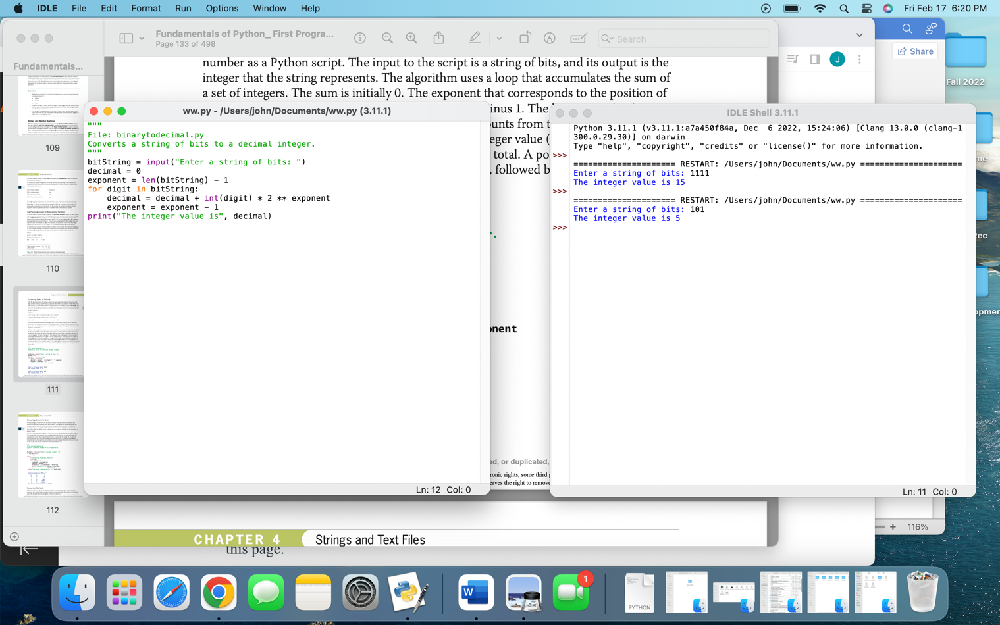 IDLE File Edit Format Run Options Window Help Fri Feb 17 6:20 PM
Fundamentals of Python_ First Progra...
Page 133 of 498
Search
Fundamentals...
Share
J
Fall 2022
number as a Python script. The input to the script is a string of bits, and its output is the
integer that the string represents. The algorithm uses a loop that accumulates the sum of
a set of integers. The sum is initially 0. The exponent that corresponds to the position of
inus 1. The
unts from t
eger value (
total. A po
, followed b
onent
ed, or duplicated,
ronic rights, some third p
erves the right to remove
ww.py - /Users/john/Documents/ww.py (3.11.1)
"""
File: binarytodecimal.py
Converts a string of bits to a decimal integer.
"""
bitString = input("Enter a string of bits: ")
decimal = 0
exponent = len(bitString) - 1
for digit in bitString:
    decimal = decimal + int(digit) * 2 ** exponent
    exponent = exponent - 1
print("The integer value is", decimal)
Ln: 12 Col: 0
IDLE Shell 3.11.1
Python 3.11.1 (v3.11.1:a7a450f84a, Dec  6 2022, 15:24:06) [Clang 13.0.0 (clang-1
300.0.29.30)] on darwin
Type "help", "copyright", "credits" or "license()" for more information.
>>>
===================== RESTART: /Users/john/Documents/ww.py =====================
Enter a string of bits: 1111
The integer value is 15
>>>
===================== RESTART: /Users/john/Documents/ww.py =====================
Enter a string of bits: 101
The integer value is 5
>>>
Ln: 11 Col: 0
109
110
111
112
me
ec
opmer
116%
CHAPTER 4 Strings and Text Files
this page.
W
1
PYTHON